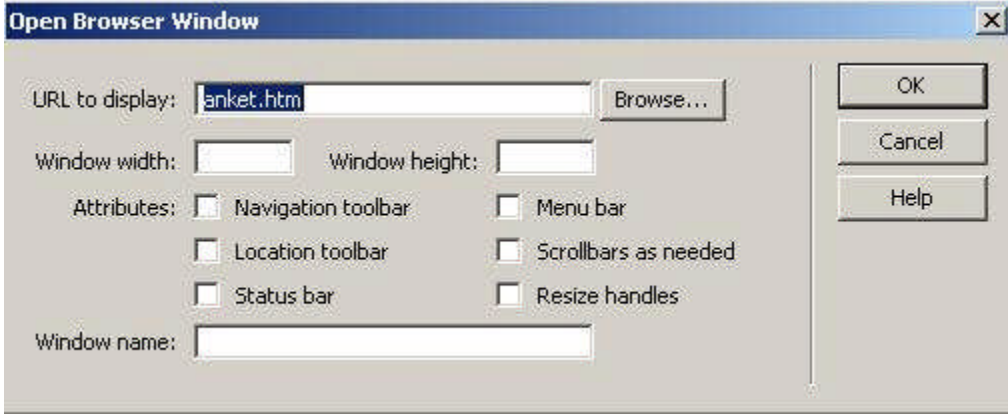 Open Browser Window
URL to display: anket.htm Browse... OK
Window width: Window height: Cancel
Attributes: Navigation toolbar Menu bar Help
Location toolbar Scrollbars as needed
Status bar Resize handles
Window name: